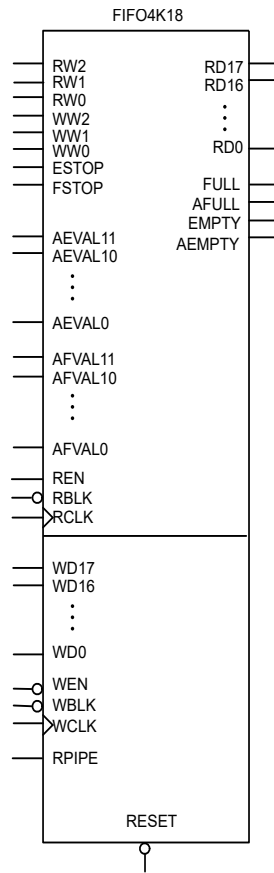 FIFO4K18
RW2
RD17
RW1
RD16
RW0
WW2
WW1
RD0
WW0
ESTOP
FULL
FSTOP
AFULL
EMPTY
AEVAL11
AEMPTY
AEVAL10
AEVAL0
AFVAL11
AFVAL10
AFVAL0
REN
RBLK
RCLK
WD17
WD16
WD0
WEN
WBLK
WCLK
RPIPE
RESET